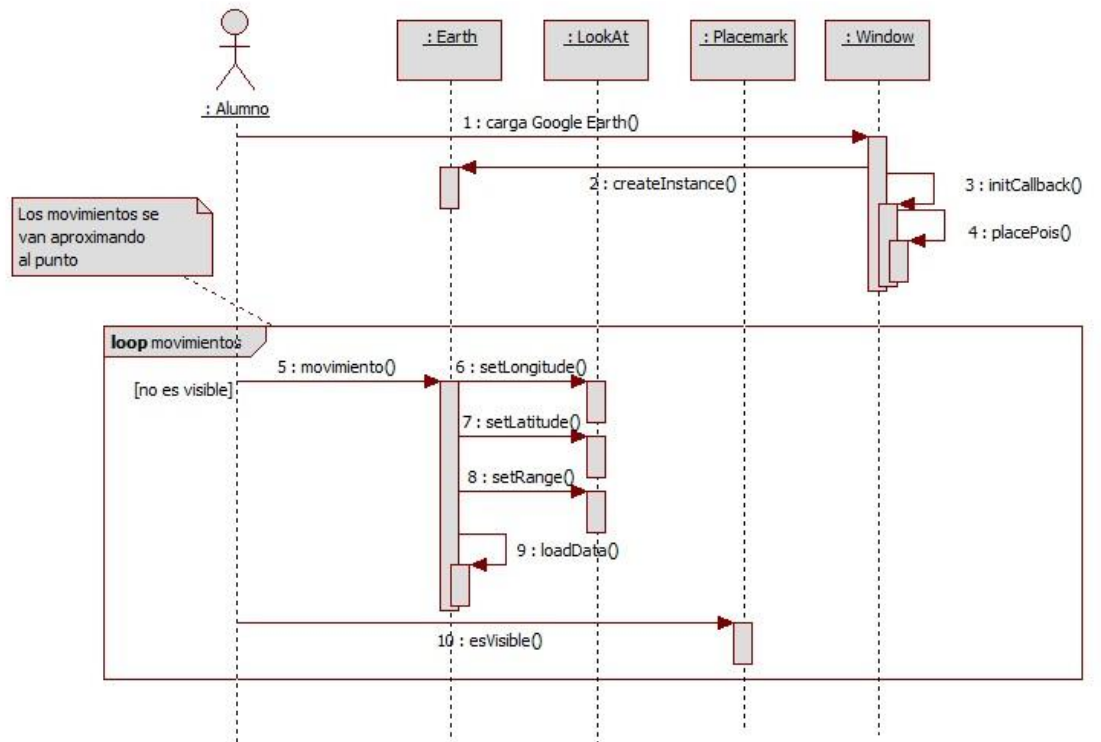 : Earth
: LookAt
: Placemark
: Window
: Alumno
1 : carga Google Earth()
2 : createInstance()
3 : initCallback()
4 : placePois()
Los movimientos se
van aproximando
al punto
loop movimientos
[no es visible]
5 : movimiento()
6 : setLongitude()
7 : setLatitude()
8 : setRange()
9 : loadData()
10 : esVisible()